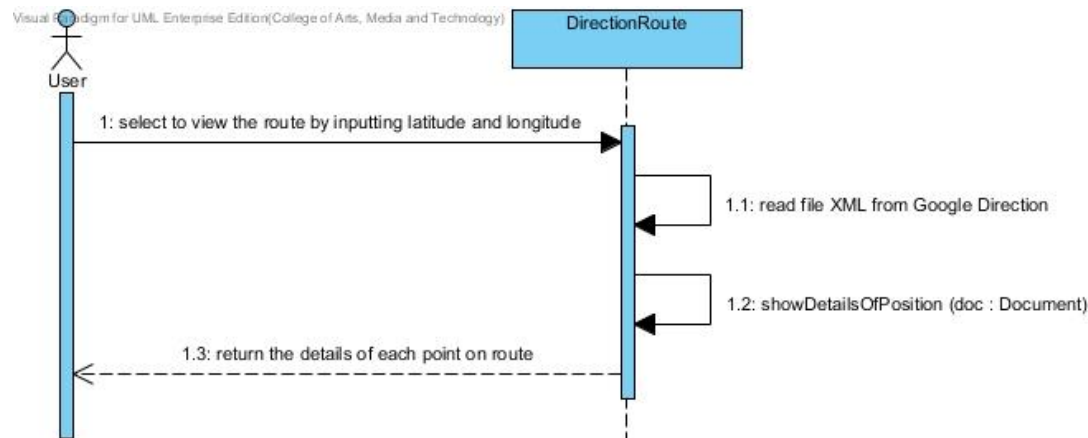 Visual Paradigm for UML Enterprise Edition(College of Arts, Media and Technology)
DirectionRoute
User
1: select to view the route by inputting latitude and longitude
1.1: read file XML from Google Direction
1.2: showDetailsOfPosition (doc : Document)
1.3: return the details of each point on route